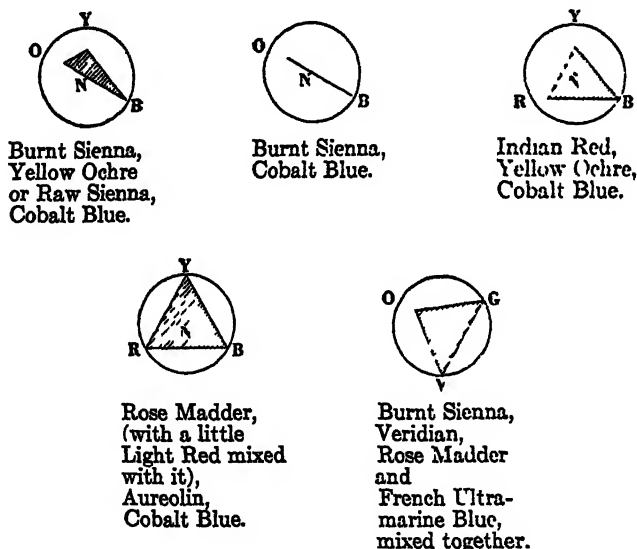 Y
O
N
B
Burnt Sienna,
Yellow Ochre
or Raw Sienna,
Cobalt Blue.
O
N
B
Burnt Sienna,
Cobalt Blue.
Y
N
R
B
Indian Red,
Yellow Ochre,
Cobalt Blue.
Y
N
R
B
Rose Madder,
(with a little
Light Red mixed
with it),
Aureolin,
Cobalt Blue.
O
G
V
Burnt Sienna,
Veridian,
Rose Madder
and
French Ultra-
marine Blue,
mixed together.